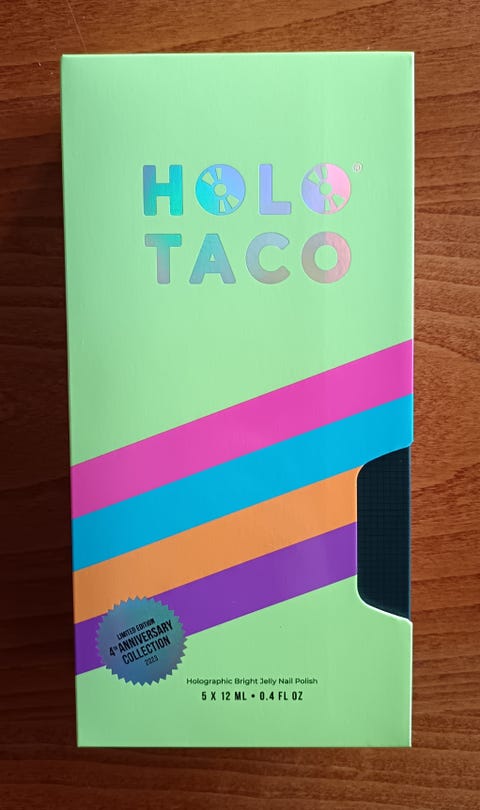 HOLO®
TACO
LIMITED EDITION
4th ANNIVERSARY
COLLECTION
2023
Holographic Bright Jelly Nail Polish
5 X 12 ML • 0.4 FL OZ